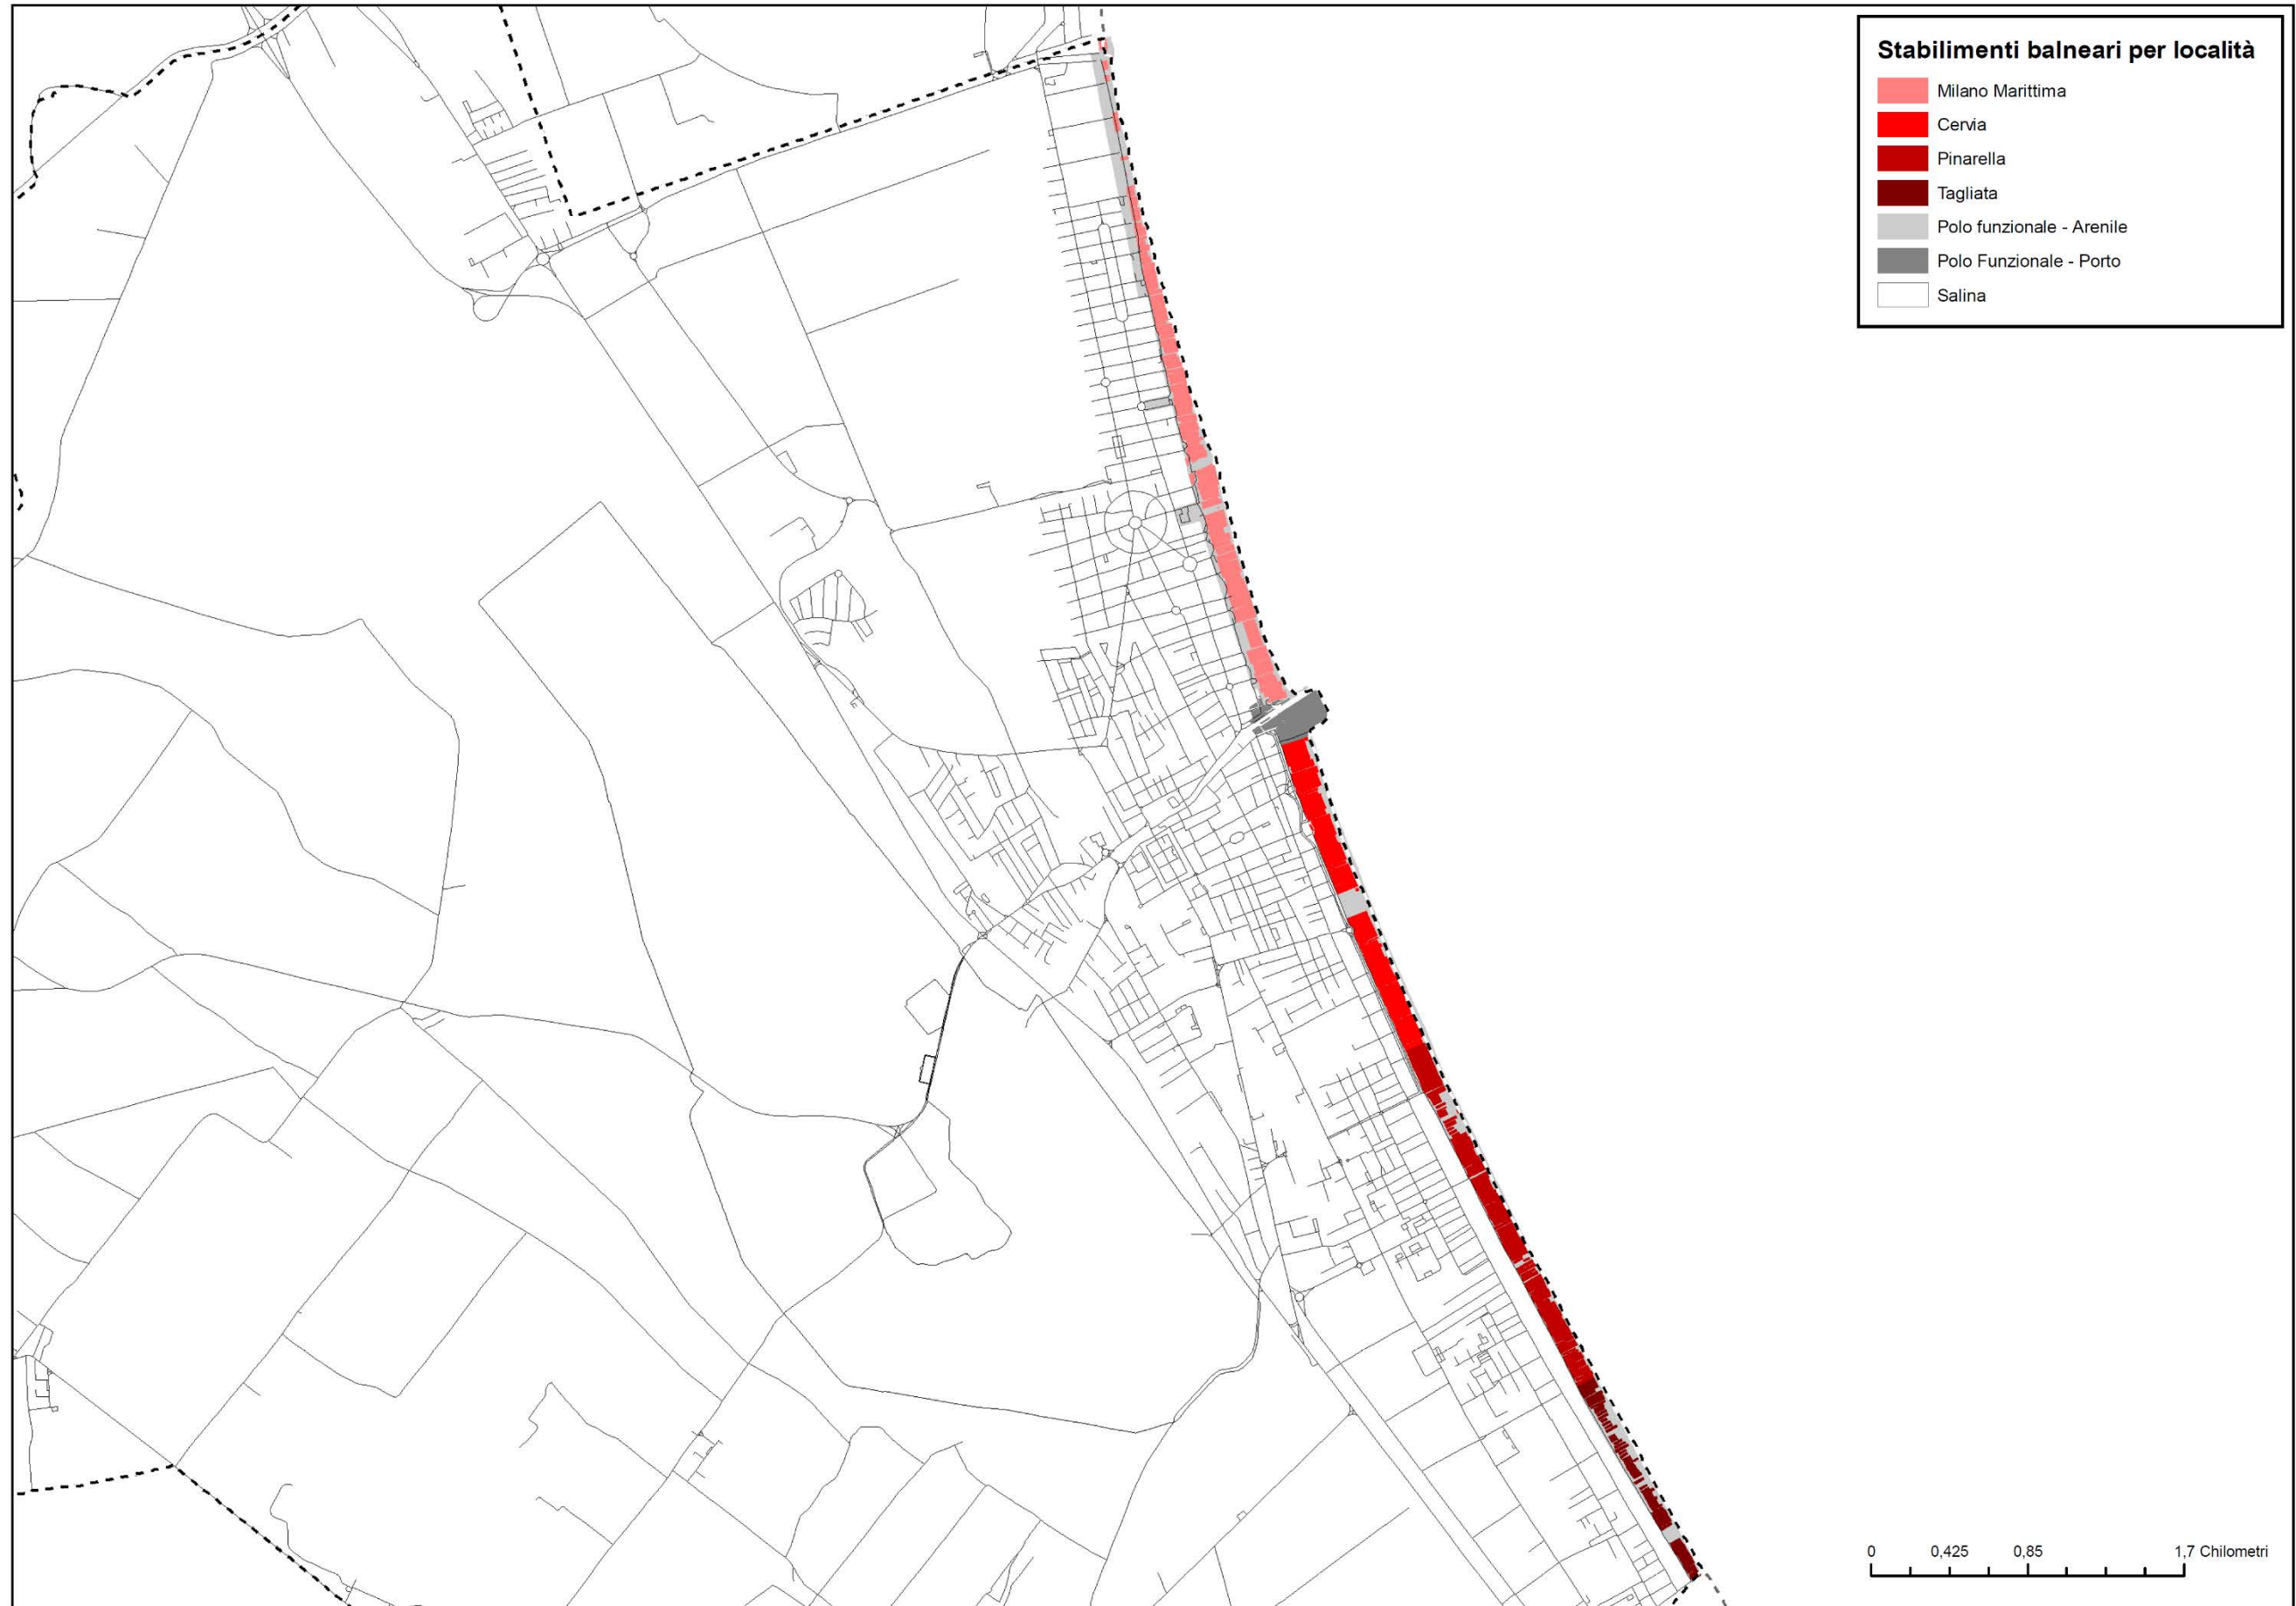 Stabilimenti balneari per località
Milano Marittima
Cervia
Pinarella
Tagliata
Polo funzionale - Arenile
Polo Funzionale - Porto
Salina
0 0,425 0,85 1,7 Chilometri